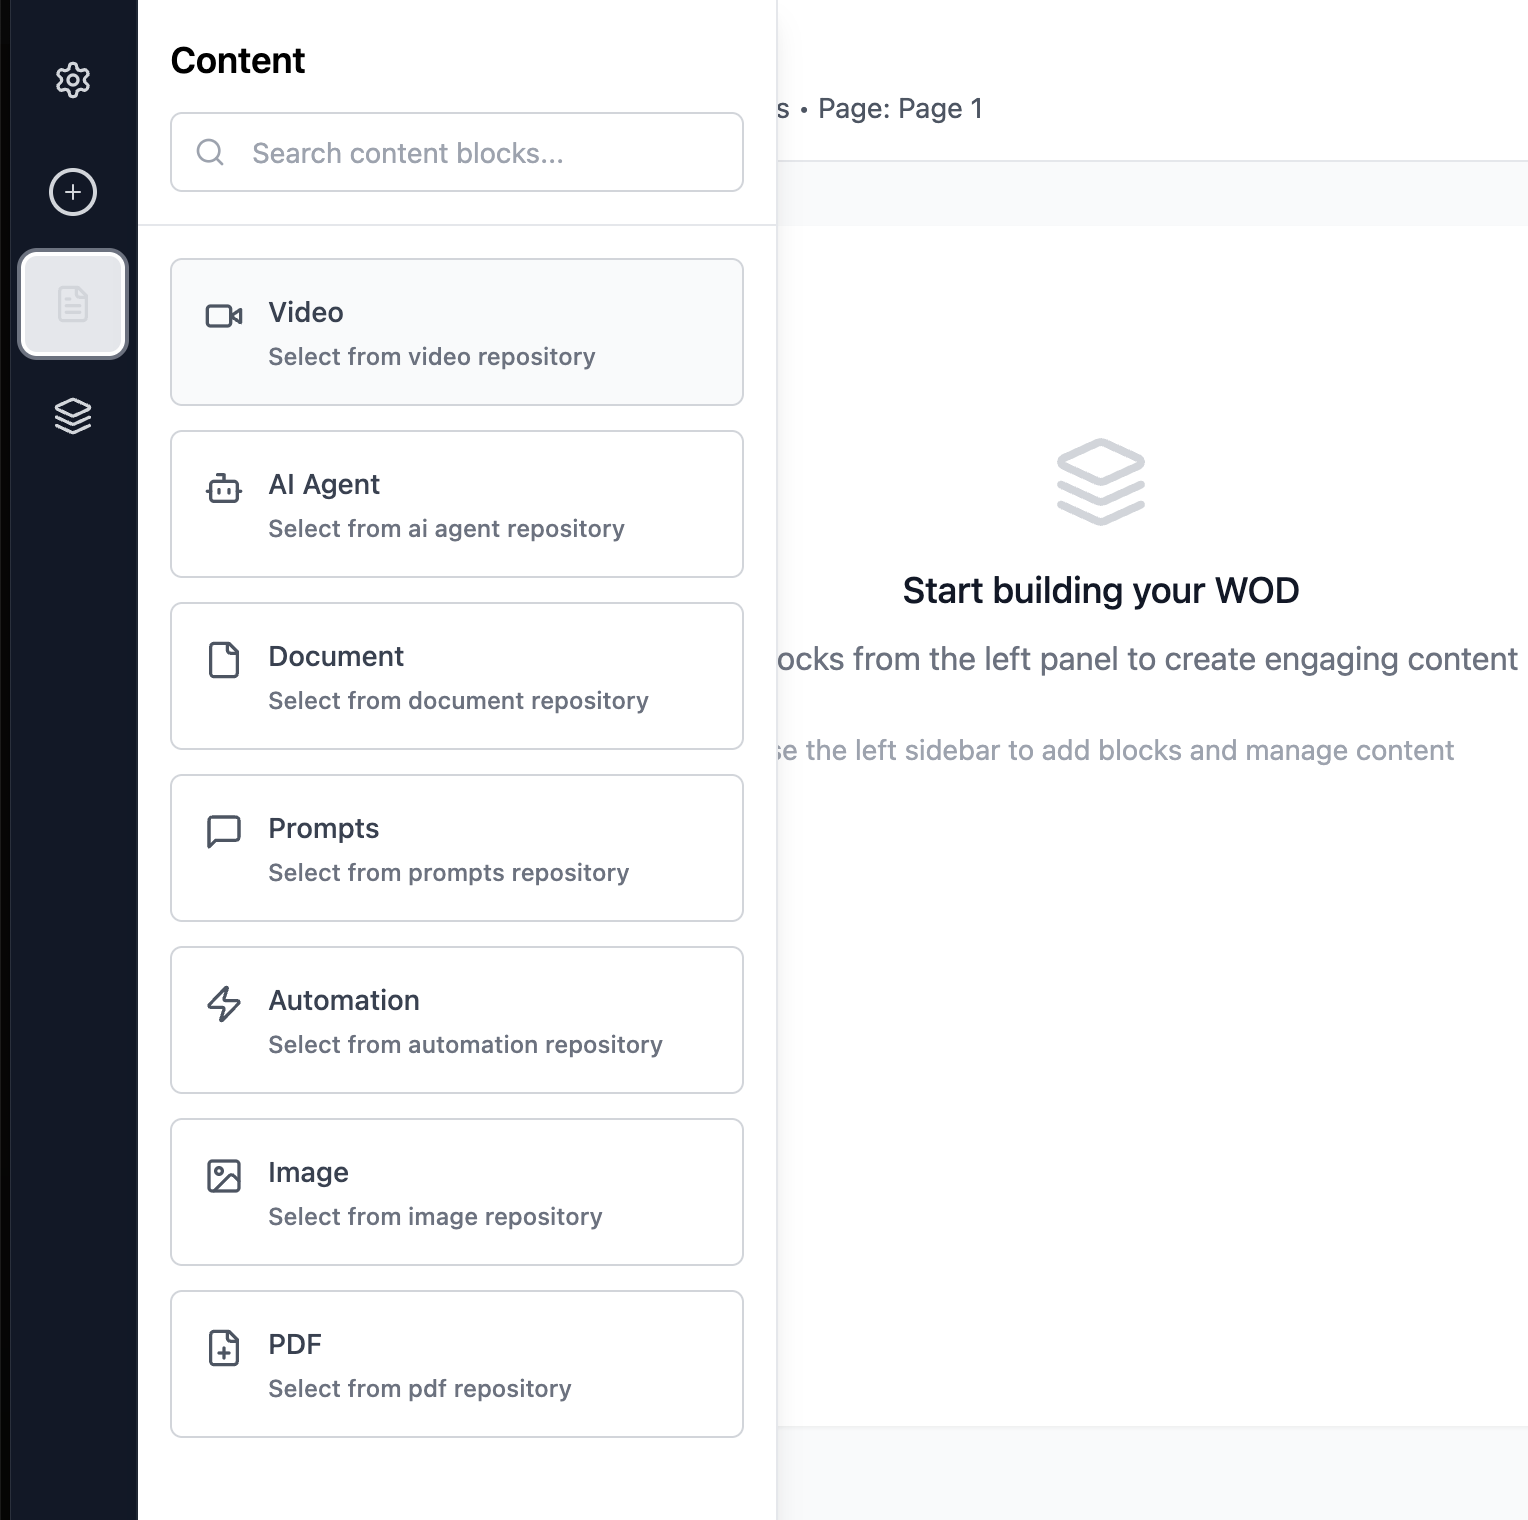 Content
Search content blocks...
s • Page: Page 1
Video
Select from video repository
AI Agent
Select from ai agent repository
Document
Select from document repository
Prompts
Select from prompts repository
Automation
Select from automation repository
Image
Select from image repository
PDF
Select from pdf repository
Start building your WOD
from the left panel to create engaging content
the left sidebar to add blocks and manage content